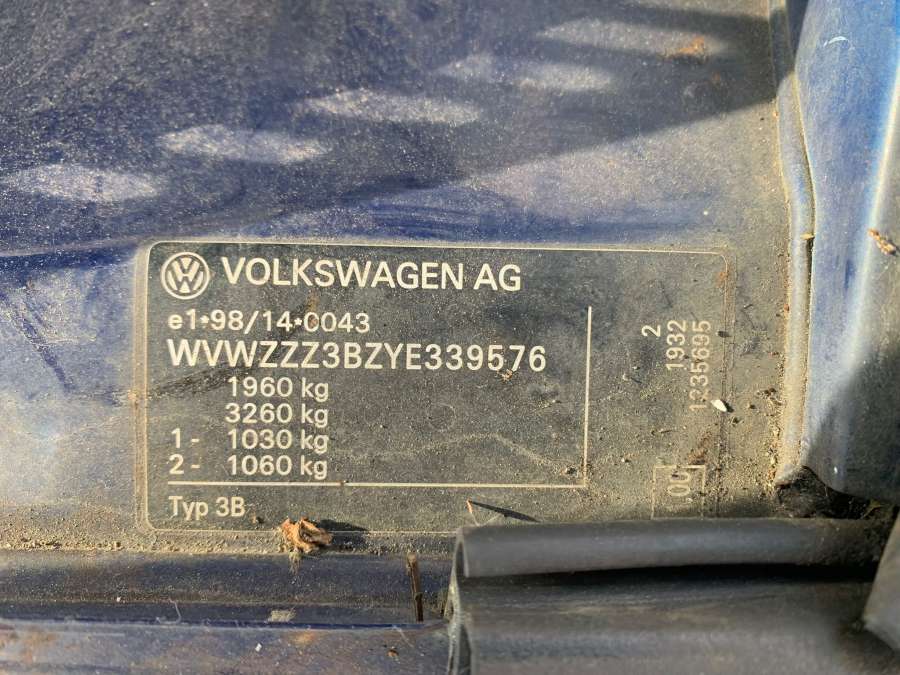 VOLKSWAGEN AG
e1*98/14*0043
WVWZZZ3BZYE339576
1960 kg
3260 kg
1- 1030 kg
2- 1060 kg
Typ 3B
2
1932
1235695